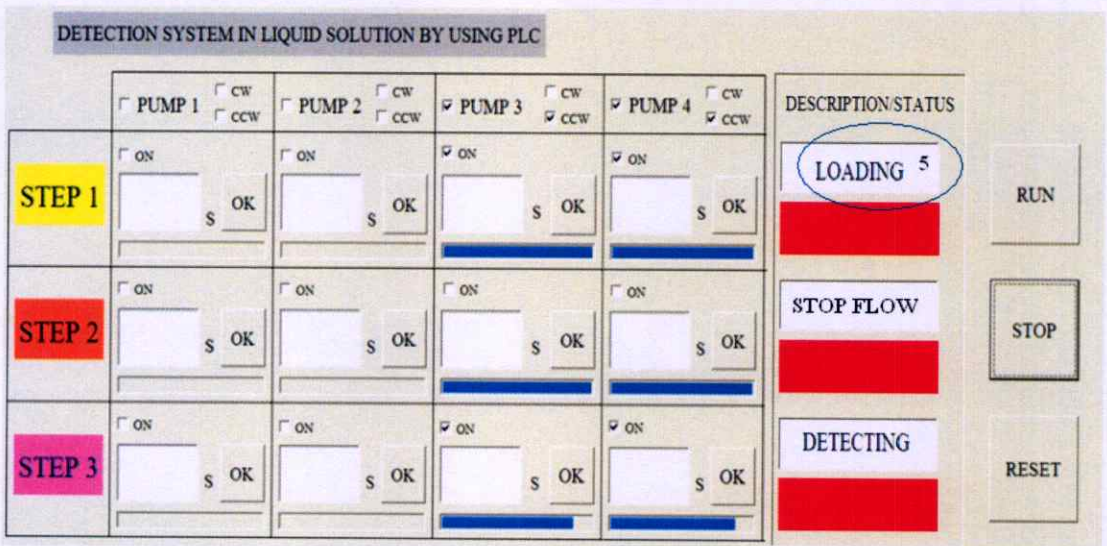 DETECTION SYSTEM IN LIQUID SOLUTION BY USING PLC
PUMP 1 CW CCW PUMP 2 CW CCW PUMP 3 CW CCW PUMP 4 CW CCW DESCRIPTION/STATUS
ON ON ON ON
STEP 1 S OK S OK S OK S OK LOADING 5 RUN
ON ON ON ON
STEP 2 S OK S OK S OK S OK STOP FLOW STOP
ON ON ON ON
STEP 3 S OK S OK S OK S OK DETECTING RESET